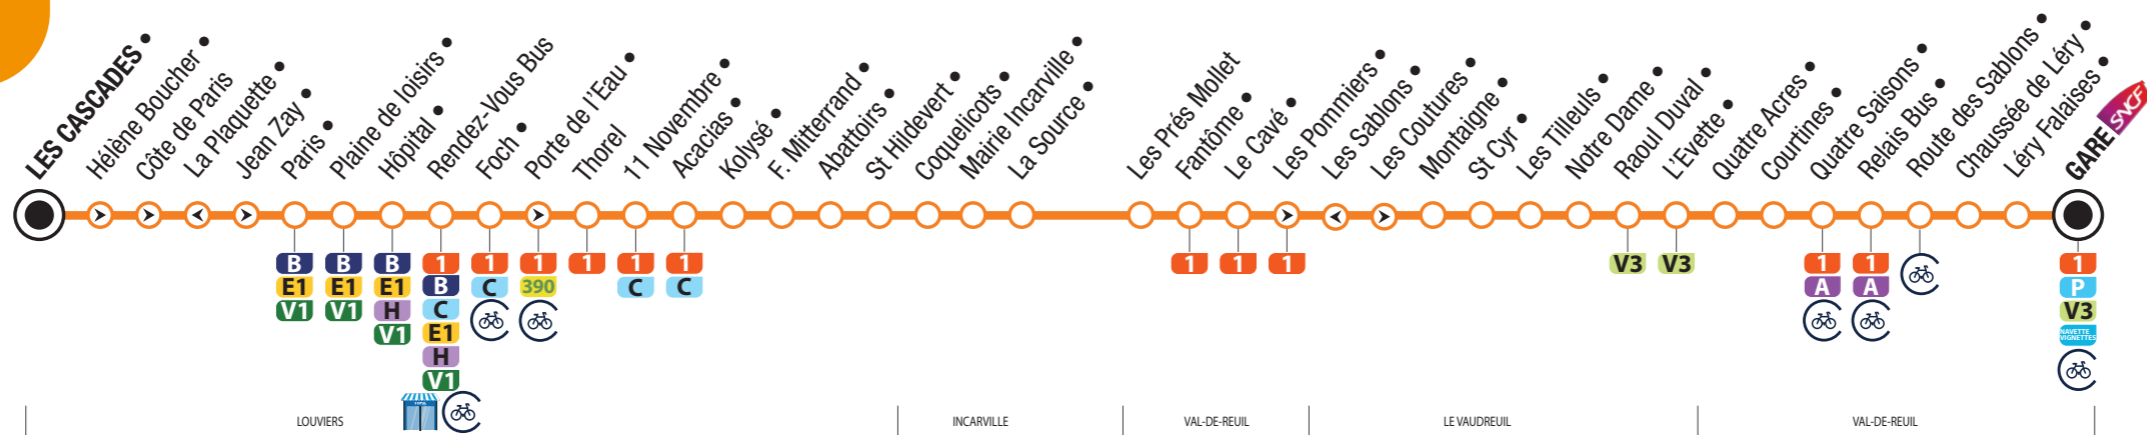 LES CASCADES •
Hélène Boucher •
Côte de Paris
La Plaquette •
Jean Zay •
Paris •
Plaine de loisirs •
Hôpital •
Rendez-Vous Bus
Foch •
Porte de l'Eau •
Thorel
11 Novembre •
Acacias •
Kolysé •
F. Mitterrand •
Abattoirs •
St Hildevert •
Coquelicots •
Mairie Incarville •
La Source •
Les Prés Mollet
Fantôme •
Le Cavé •
Les Pommiers •
Les Sablons •
Les Coutures •
Montaigne •
St Cyr •
Les Tilleuls •
Notre Dame •
Raoul Duval •
L'Evette •
Quatre Acres •
Courtines •
Quatre Saisons •
Relais Bus •
Route des Sablons •
Chaussée de Léry •
Léry Falaises •
GARE SNCF
B
E1
V1
B
E1
V1
B
E1
H
V1
1
B
C
E1
H
V1
1
C
1
390
1
1
C
1
C
1
1
1
V3
V3
1
A
1
A
1
P
V3
NAVETTE
VIGNETTES
LOUVIERS
INCARVILLE
VAL-DE-REUIL
LE VAUDREUIL
VAL-DE-REUIL